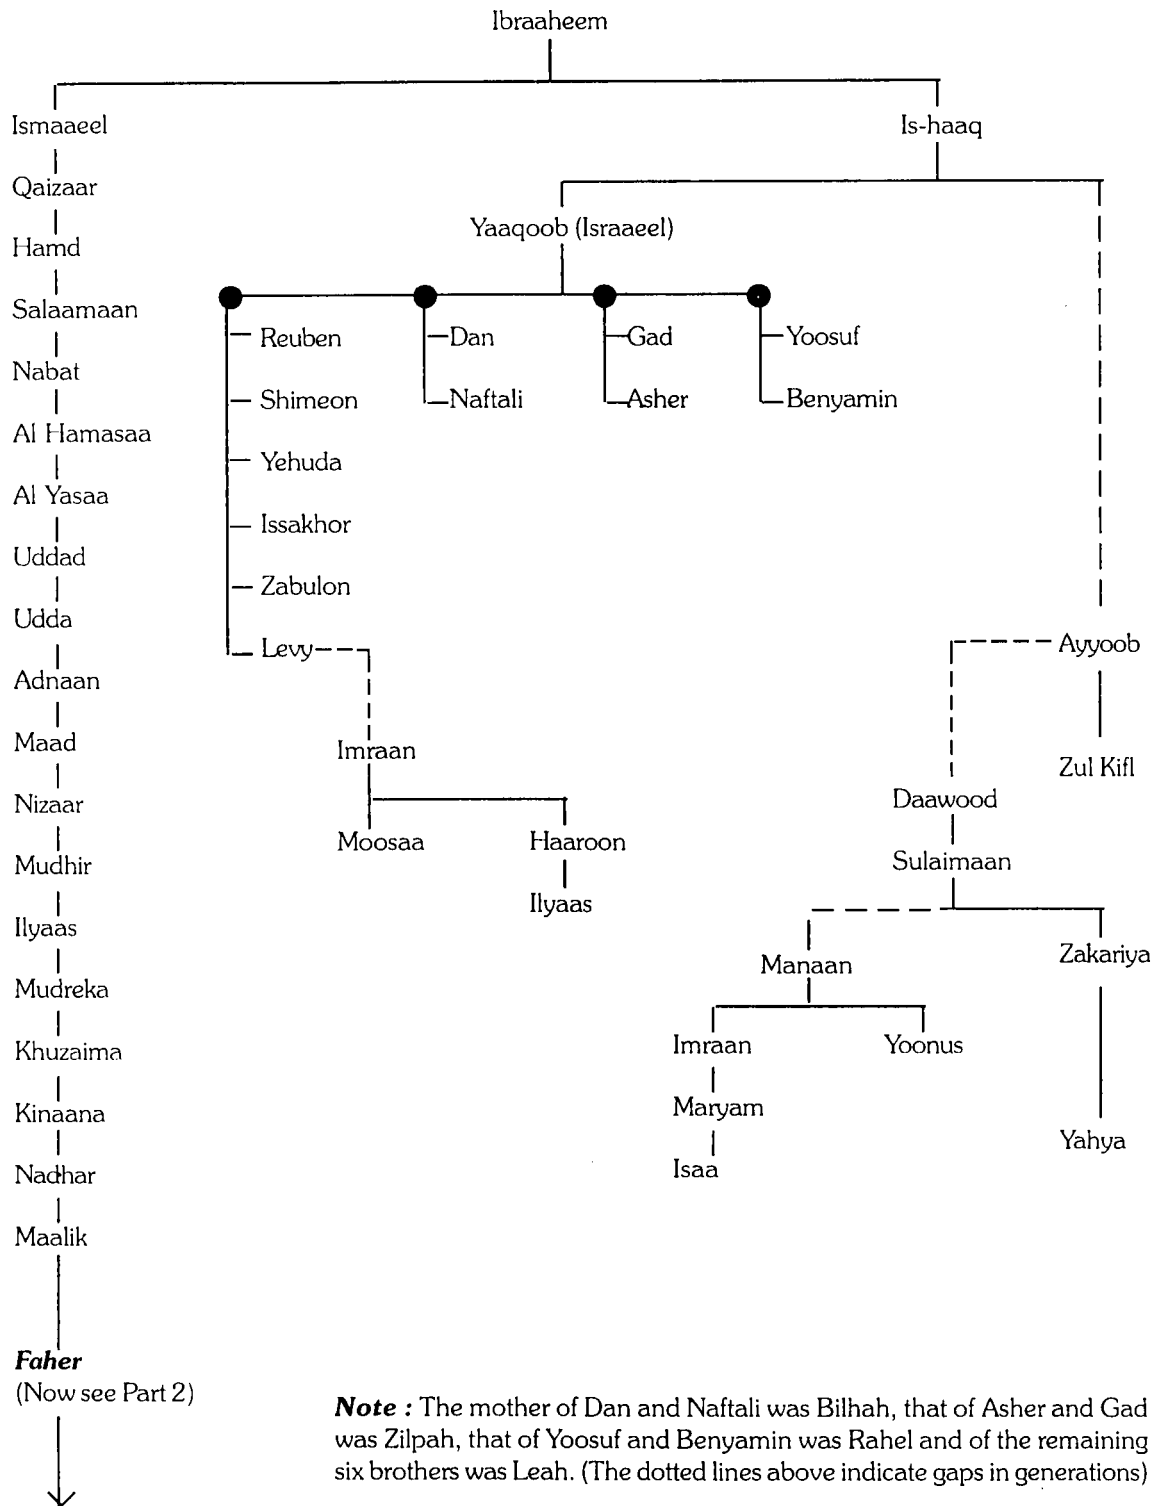 Ibraaheem
Ismaaeel
Is-haaq
Qaizaar
Yaaqoob (Israaeel)
Hamd
Salaamaan
Reuben
Dan
Gad
Yoosuf
Nabat
Shimeon
Naftali
Asher
Benyamin
Al Hamasaa
Yehuda
Al Yasaa
Issakhor
Uddad
Zabulon
Udda
Levy
Ayyoob
Adnaan
Maad
Imraan
Zul Kifl
Nizaar
Daawood
Moosaa
Haaroon
Mudhir
Sulaimaan
Ilyaas
Ilyaas
Manaan
Zakariya
Mudreka
Khuzaima
Imraan
Yoonus
Kinaana
Maryam
Yahya
Nadhar
Isaa
Maalik
Faher
(Now see Part 2)
Note : The mother of Dan and Naftali was Bilhah, that of Asher and Gad
was Zilpah, that of Yoosuf and Benyamin was Rahel and of the remaining
six brothers was Leah. (The dotted lines above indicate gaps in generations)